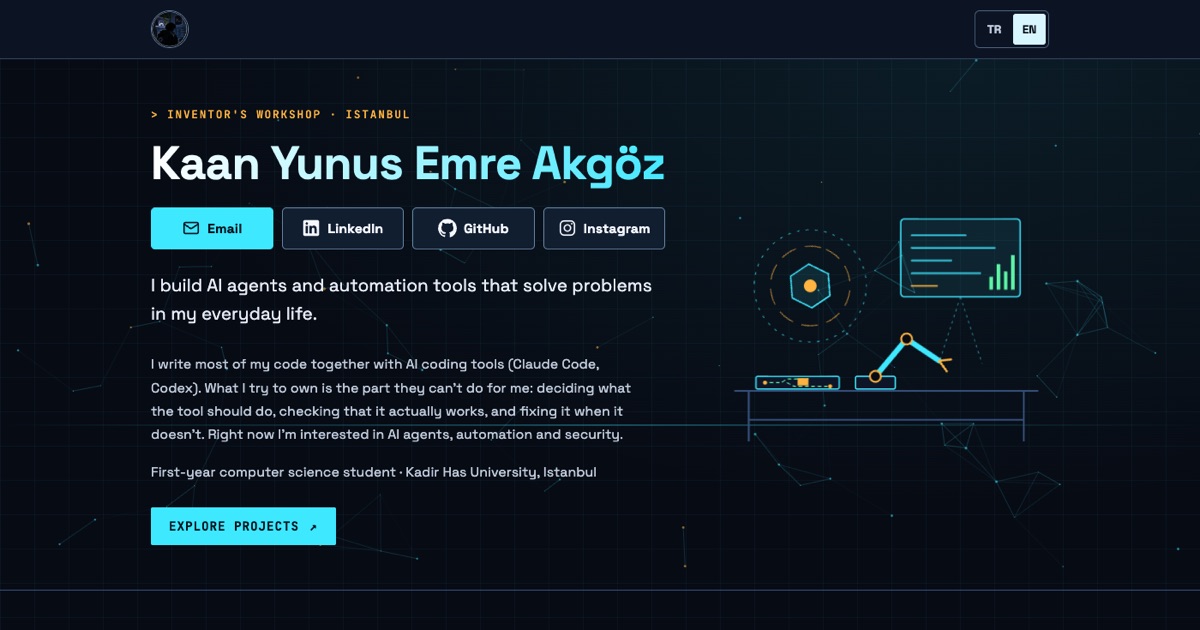 TR EN
> INVENTOR'S WORKSHOP · ISTANBUL
Kaan Yunus Emre Akgöz
Email LinkedIn GitHub Instagram
I build AI agents and automation tools that solve problems
in my everyday life.
I write most of my code together with AI coding tools (Claude Code,
Codex). What I try to own is the part they can't do for me: deciding what
the tool should do, checking that it actually works, and fixing it when it
doesn't. Right now I'm interested in AI agents, automation and security.
First-year computer science student · Kadir Has University, Istanbul
EXPLORE PROJECTS ↗